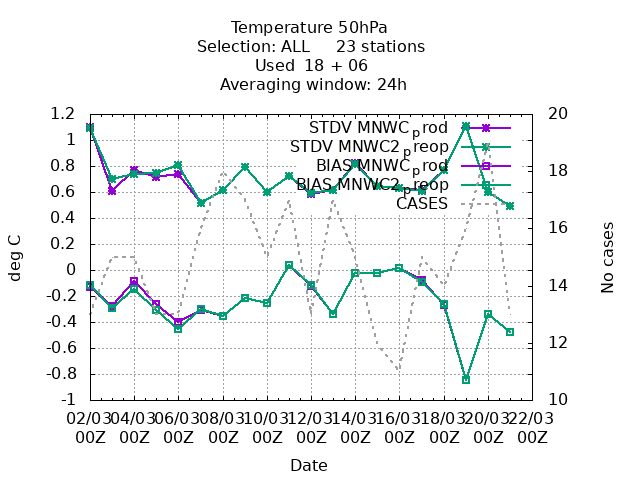 Temperature 50hPa
Selection: ALL 23 stations
Used 18 + 06
Averaging window: 24h
STDV MNWC_prod
STDV MNWC2_preop
BIAS MNWC_prod
BIAS MNWC2_preop
CASES
1.2
1
0.8
0.6
0.4
0.2
0
-0.2
-0.4
-0.6
-0.8
-1
deg C
20
18
16
14
12
10
No cases
02/03 04/03 06/03 08/03 10/03 12/03 14/03 16/03 18/03 20/03 22/03
00Z 00Z 00Z 00Z 00Z 00Z 00Z 00Z 00Z 00Z 00Z
Date